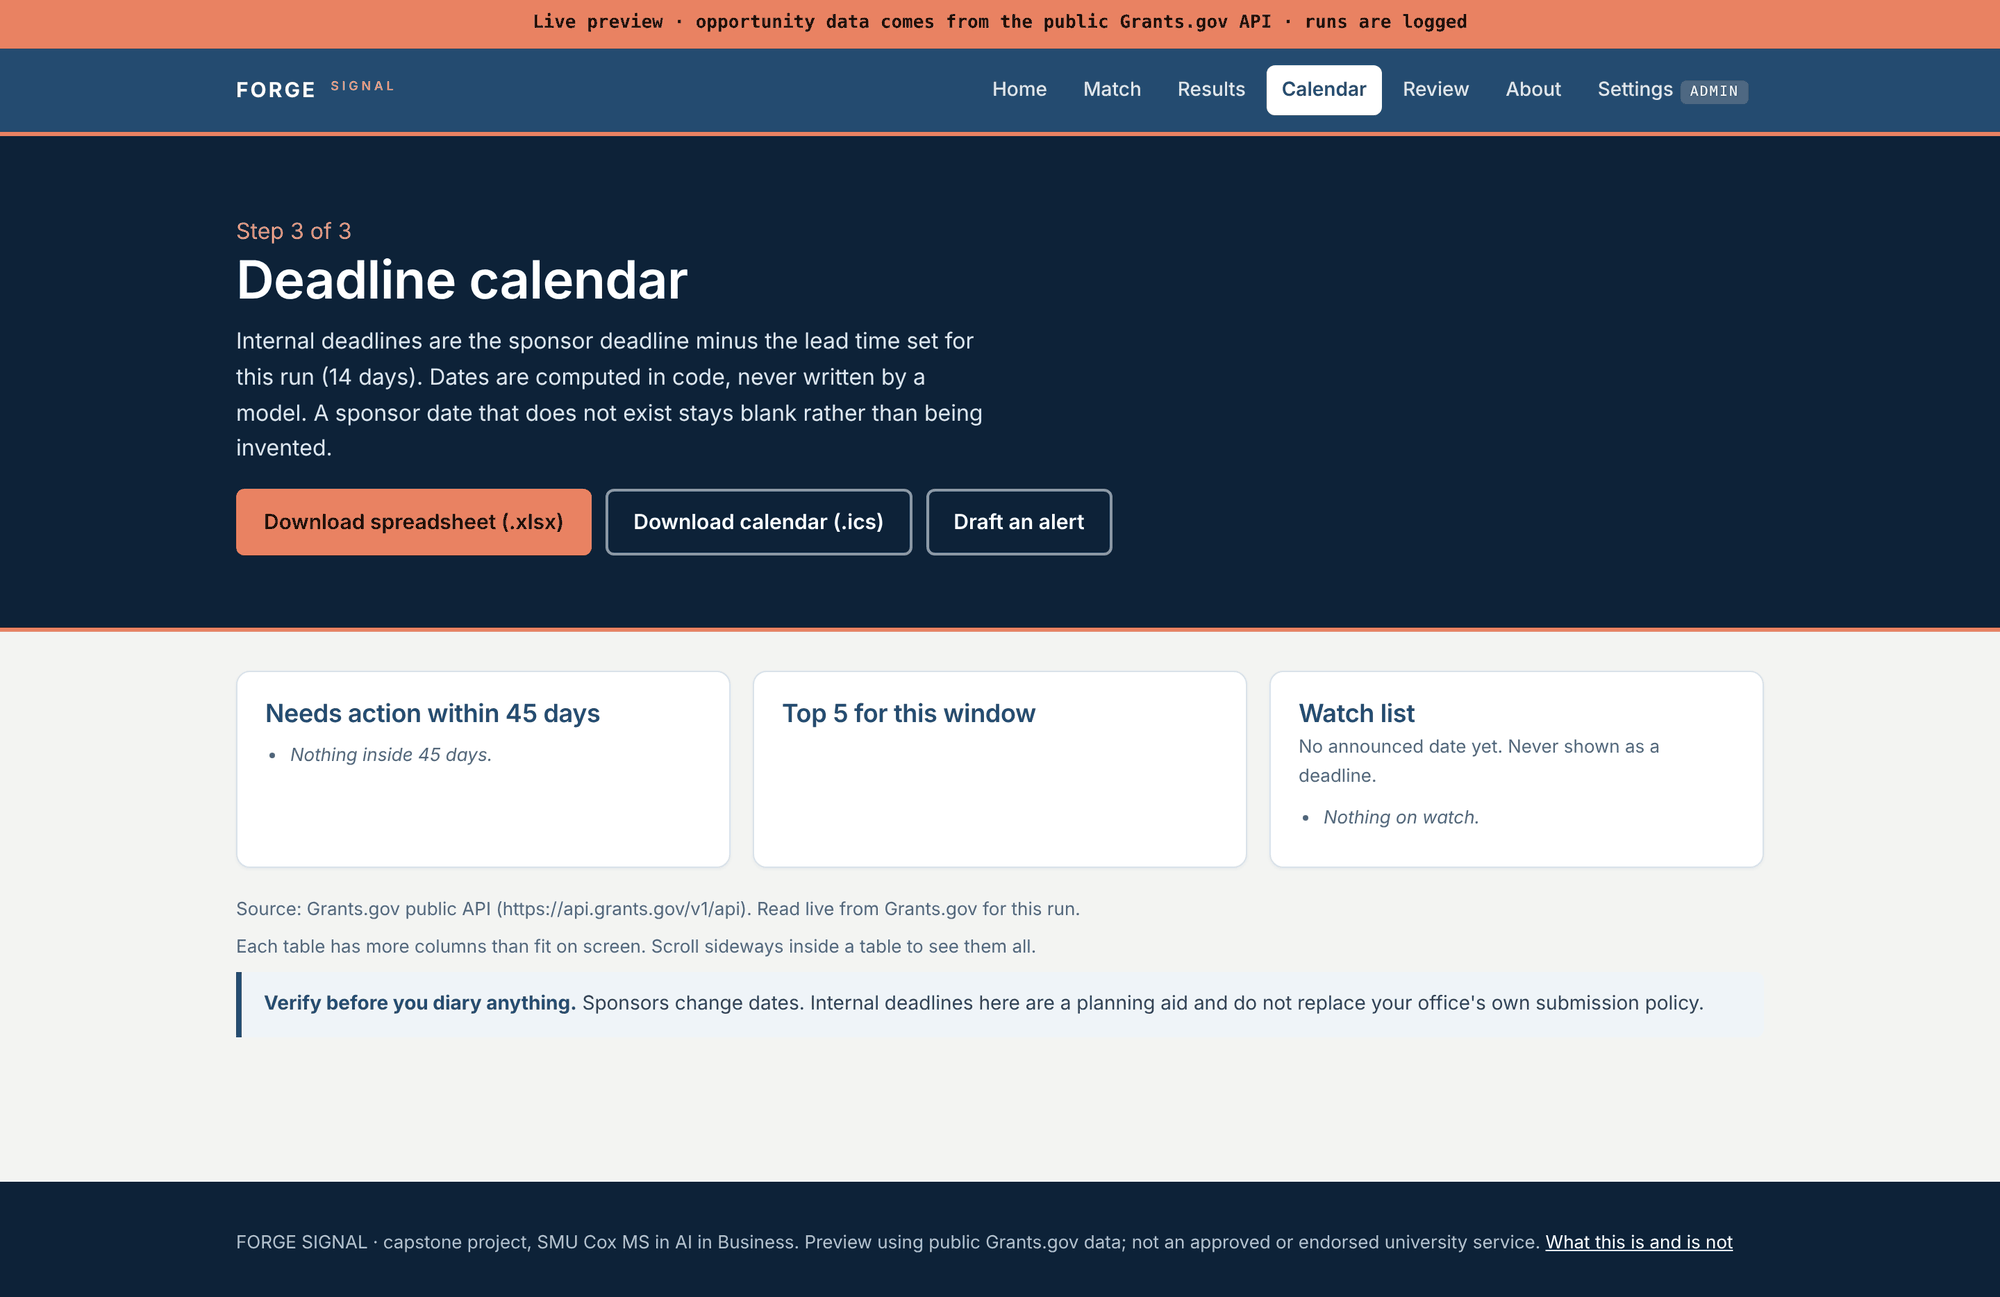 Live preview · opportunity data comes from the public Grants.gov API · runs are logged
FORGE SIGNAL
Home Match Results Calendar Review About Settings ADMIN
Step 3 of 3
Deadline calendar
Internal deadlines are the sponsor deadline minus the lead time set for
this run (14 days). Dates are computed in code, never written by a
model. A sponsor date that does not exist stays blank rather than being
invented.
Download spreadsheet (.xlsx) Download calendar (.ics) Draft an alert
Needs action within 45 days
• Nothing inside 45 days.
Top 5 for this window
Watch list
No announced date yet. Never shown as a
deadline.
• Nothing on watch.
Source: Grants.gov public API (https://api.grants.gov/v1/api). Read live from Grants.gov for this run.
Each table has more columns than fit on screen. Scroll sideways inside a table to see them all.
Verify before you diary anything. Sponsors change dates. Internal deadlines here are a planning aid and do not replace your office's own submission policy.
FORGE SIGNAL · capstone project, SMU Cox MS in AI in Business. Preview using public Grants.gov data; not an approved or endorsed university service. What this is and is not